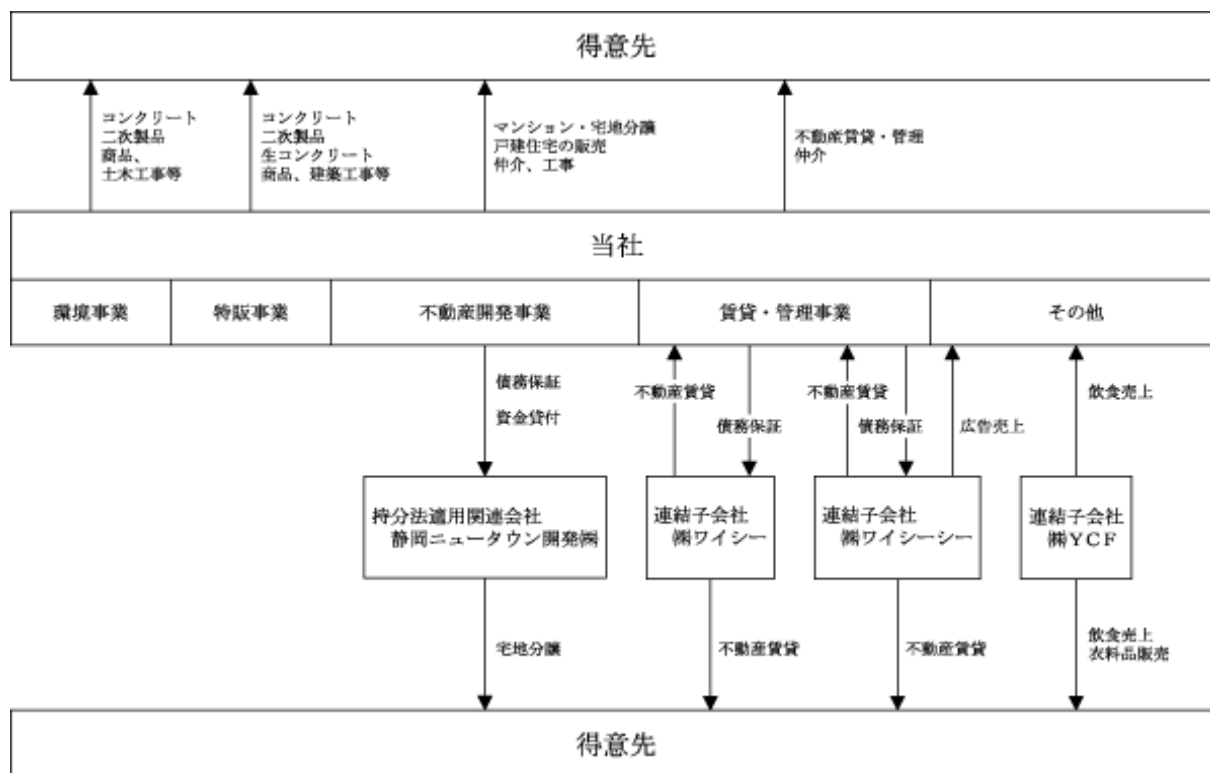 得意先
コンクリート
二次製品
商品、
土木工事等
コンクリート
二次製品
生コンクリート
商品、建築工事等
マンション・宅地分譲
戸建住宅の販売
仲介、工事
不動産賃貸・管理
仲介
当社
環境事業
特販事業
不動産開発事業
賃貸・管理事業
その他
債務保証
資金貸付
不動産賃貸
債務保証
不動産賃貸
債務保証
広告売上
飲食売上
持分法適用関連会社
静岡ニュータウン開発㈱
連結子会社
㈱ワイシー
連結子会社
㈱ワイシーシー
連結子会社
㈱YCF
宅地分譲
不動産賃貸
不動産賃貸
飲食売上
衣料品販売
得意先